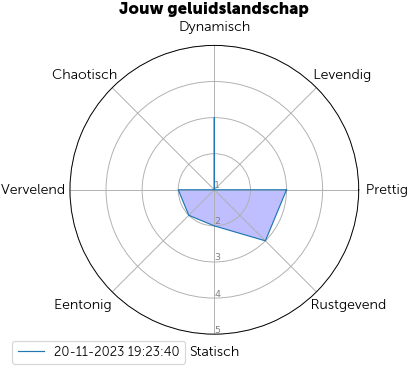 Jouw geluidslandschap
Dynamisch
Chaotisch
Levendig
Vervelend
1
Prettig
2
3
4
Eentonig
Rustgevend
5
20-11-2023 19:23:40
Statisch